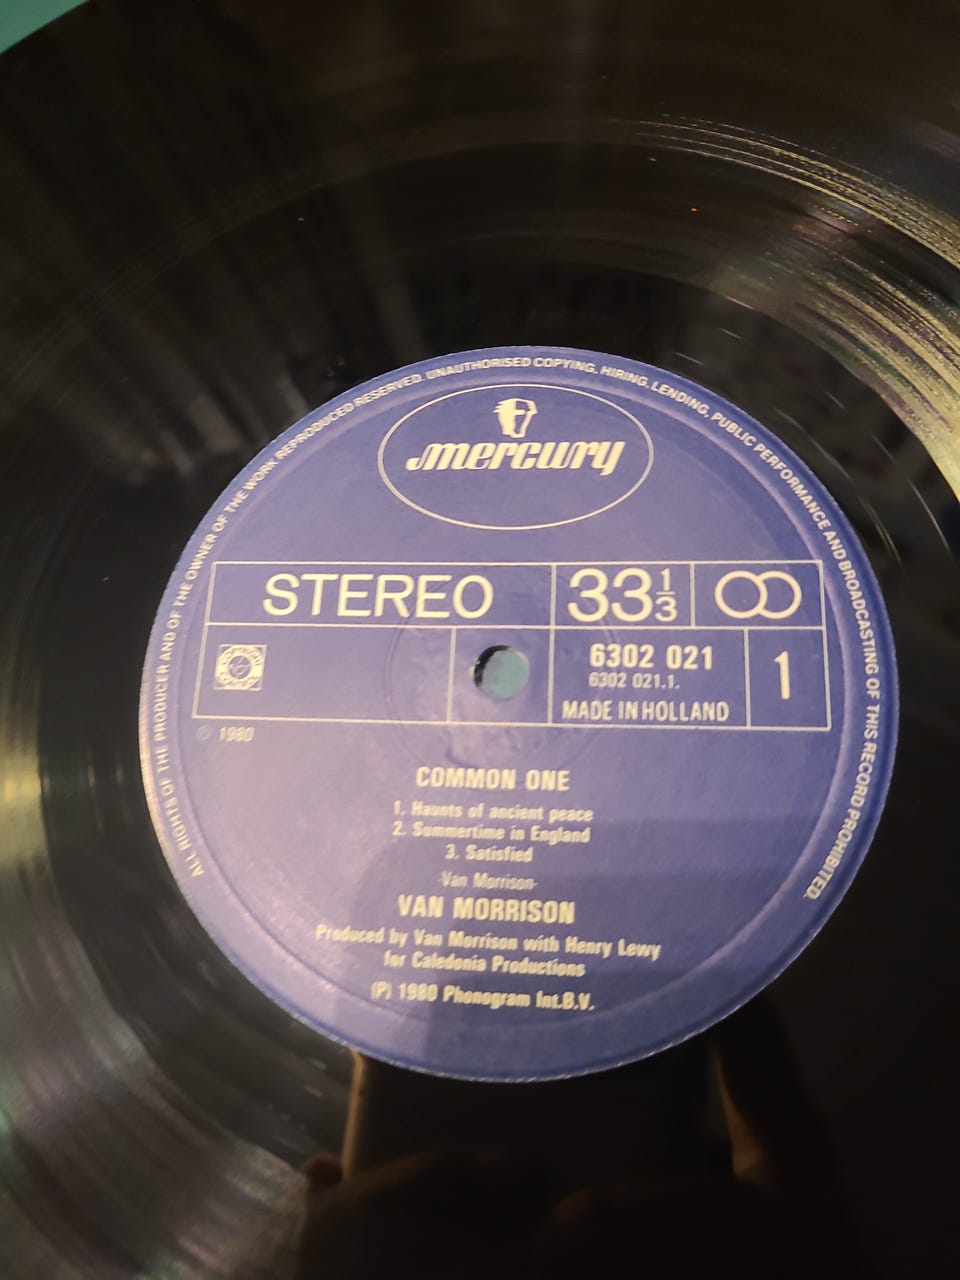 ALL RIGHTS OF THE PRODUCER AND OF THE OWNER OF THE WORK REPRODUCED RESERVED. UNAUTHORISED COPYING, HIRING, LENDING, PUBLIC PERFORMANCE AND BROADCASTING OF THIS RECORD PROHIBITED.
mercury
STEREO 33 1/3
6302 021 1
6302 021.1.
MADE IN HOLLAND
℗ 1980
COMMON ONE
1. Haunts of ancient peace
2. Summertime in England
3. Satisfied
-Van Morrison-
VAN MORRISON
Produced by Van Morrison with Henry Lewy
for Caledonia Productions
(P) 1980 Phonogram Int.B.V.